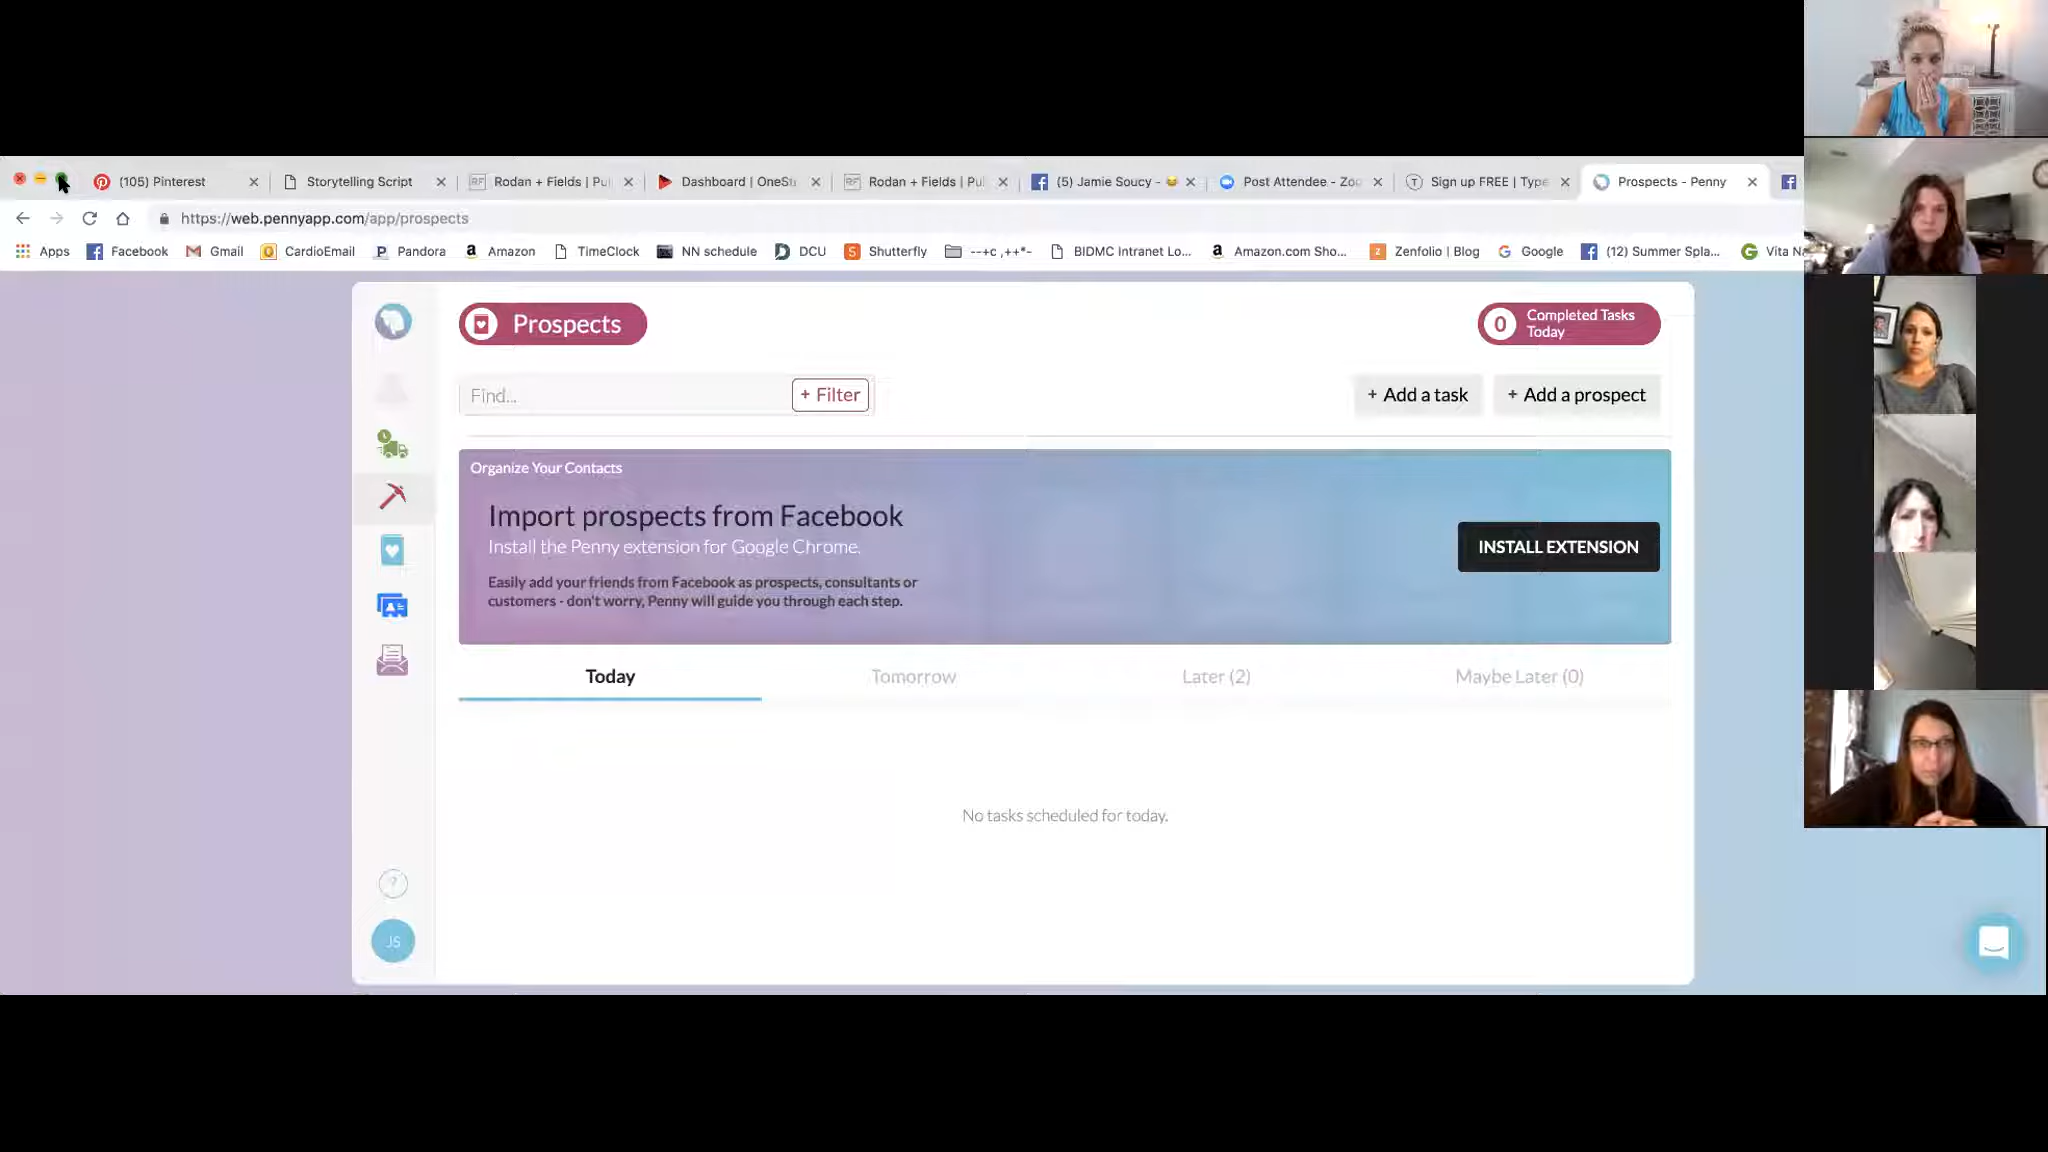 (105) Pinterest
Storytelling Script
Rodan + Fields | Pul
Dashboard | OneSt
Rodan + Fields | Pul
(5) Jamie Soucy -
Post Attendee - Zoo
Sign up FREE | Type
Prospects - Penny
https://web.pennyapp.com/app/prospects
Apps
Facebook
Gmail
CardioEmail
Pandora
Amazon
TimeClock
NN schedule
DCU
Shutterfly
--+c ,++*-
BIDMC Intranet Lo...
Amazon.com Sho...
Zenfolio | Blog
Google
(12) Summer Spla...
Vita N
Prospects
0
Completed Tasks
Today
Find...
+ Filter
+ Add a task
+ Add a prospect
Organize Your Contacts
Import prospects from Facebook
Install the Penny extension for Google Chrome.
Easily add your friends from Facebook as prospects, consultants or
customers - don't worry, Penny will guide you through each step.
INSTALL EXTENSION
Today
Tomorrow
Later (2)
Maybe Later (0)
No tasks scheduled for today.
?
JS